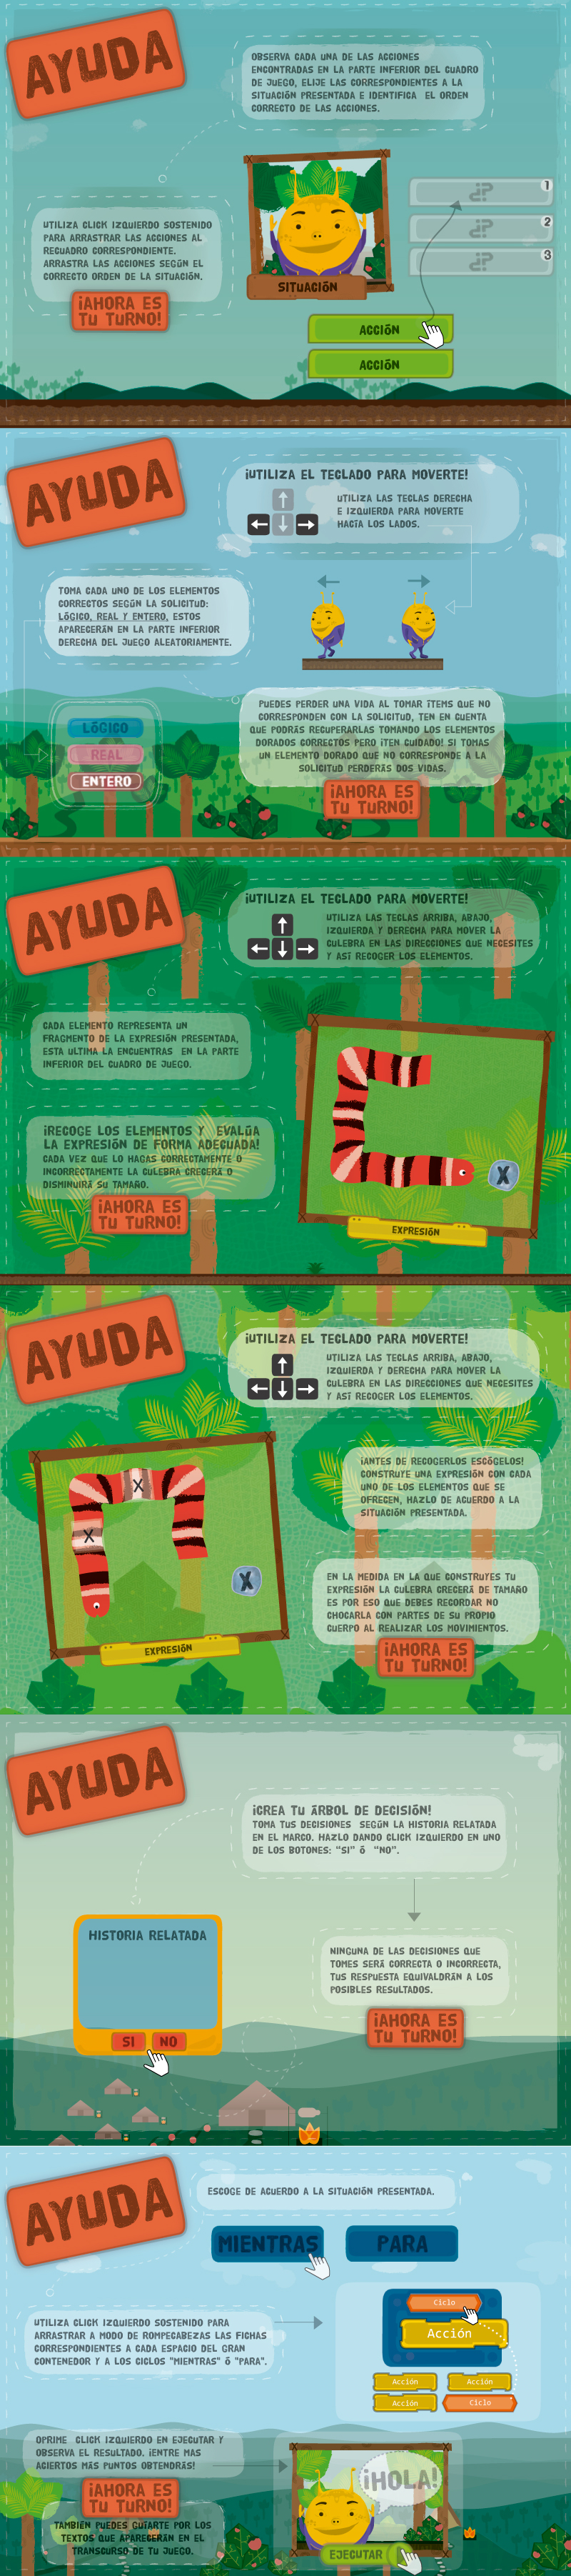 AYUDA
OBSERVA CADA UNA DE LAS ACCIONES
ENCONTRADAS EN LA PARTE INFERIOR DEL CUADRO
DE JUEGO, ELIJE LAS CORRESPONDIENTES A LA
SITUACIÓN PRESENTADA E IDENTIFICA EL ORDEN
CORRECTO DE LAS ACCIONES.
UTILIZA CLICK IZQUIERDO SOSTENIDO
PARA ARRASTRAR LAS ACCIONES AL
RECUADRO CORRESPONDIENTE.
ARRASTRA LAS ACCIONES SEGÚN EL
CORRECTO ORDEN DE LA SITUACIÓN.
¡AHORA ES
TU TURNO!
SITUACIÓN
¿? 1
¿? 2
¿? 3
ACCIÓN
ACCIÓN
AYUDA
¡UTILIZA EL TECLADO PARA MOVERTE!
UTILIZA LAS TECLAS DERECHA
E IZQUIERDA PARA MOVERTE
HACIA LOS LADOS.
TOMA CADA UNO DE LOS ELEMENTOS
CORRECTOS SEGÚN LA SOLICITUD:
LÓGICO, REAL Y ENTERO, ESTOS
APARECERÁN EN LA PARTE INFERIOR
DERECHA DEL JUEGO ALEATORIAMENTE.
LÓGICO
REAL
ENTERO
PUEDES PERDER UNA VIDA AL TOMAR ÍTEMS QUE NO
CORRESPONDEN CON LA SOLICITUD, TEN EN CUENTA
QUE PODRÁS RECUPERARLAS TOMANDO LOS ELEMENTOS
DORADOS CORRECTOS PERO ¡TEN CUIDADO! SI TOMAS
UN ELEMENTO DORADO QUE NO CORRESPONDE A LA
SOLICITUD PERDERÁS DOS VIDAS.
¡AHORA ES
TU TURNO!
AYUDA
¡UTILIZA EL TECLADO PARA MOVERTE!
UTILIZA LAS TECLAS ARRIBA, ABAJO,
IZQUIERDA Y DERECHA PARA MOVER LA
CULEBRA EN LAS DIRECCIONES QUE NECESITES
Y ASÍ RECOGER LOS ELEMENTOS.
CADA ELEMENTO REPRESENTA UN
FRAGMENTO DE LA EXPRESIÓN PRESENTADA,
ESTA ULTIMA LA ENCUENTRAS EN LA PARTE
INFERIOR DEL CUADRO DE JUEGO.
¡RECOGE LOS ELEMENTOS Y EVALÚA
LA EXPRESIÓN DE FORMA ADECUADA!
CADA VEZ QUE LO HAGAS CORRECTAMENTE O
INCORRECTAMENTE LA CULEBRA CRECERÁ O
DISMINUIRÁ SU TAMAÑO.
¡AHORA ES
TU TURNO!
X
EXPRESIÓN
AYUDA
¡UTILIZA EL TECLADO PARA MOVERTE!
UTILIZA LAS TECLAS ARRIBA, ABAJO,
IZQUIERDA Y DERECHA PARA MOVER LA
CULEBRA EN LAS DIRECCIONES QUE NECESITES
Y ASÍ RECOGER LOS ELEMENTOS.
X
X
X
EXPRESIÓN
¡ANTES DE RECOGERLOS ESCÓGELOS!
CONSTRUYE UNA EXPRESIÓN CON CADA
UNO DE LOS ELEMENTOS QUE SE
OFRECEN, HAZLO DE ACUERDO A LA
SITUACIÓN PRESENTADA.
EN LA MEDIDA EN LA QUE CONSTRUYES TU
EXPRESIÓN LA CULEBRA CRECERÁ DE TAMAÑO
ES POR ESO QUE DEBES RECORDAR NO
CHOCARLA CON PARTES DE SU PROPIO
CUERPO AL REALIZAR LOS MOVIMIENTOS.
¡AHORA ES
TU TURNO!
AYUDA
¡CREA TU ÁRBOL DE DECISIÓN!
TOMA TUS DECISIONES SEGÚN LA HISTORIA RELATADA
EN EL MARCO. HAZLO DANDO CLICK IZQUIERDO EN UNO
DE LOS BOTONES: "SI" Ó "NO".
HISTORIA RELATADA
SI NO
NINGUNA DE LAS DECISIONES QUE
TOMES SERÁ CORRECTA O INCORRECTA,
TUS RESPUESTA EQUIVALDRÁN A LOS
POSIBLES RESULTADOS.
¡AHORA ES
TU TURNO!
AYUDA
ESCOGE DE ACUERDO A LA SITUACIÓN PRESENTADA.
MIENTRAS PARA
UTILIZA CLICK IZQUIERDO SOSTENIDO PARA
ARRASTRAR A MODO DE ROMPECABEZAS LAS FICHAS
CORRESPONDIENTES A CADA ESPACIO DEL GRAN
CONTENEDOR Y A LOS CICLOS "MIENTRAS" Ó "PARA".
Ciclo
Acción
Acción Acción
Acción Ciclo
OPRIME CLICK IZQUIERDO EN EJECUTAR Y
OBSERVA EL RESULTADO. ¡ENTRE MAS
ACIERTOS MÁS PUNTOS OBTENDRÁS!
¡AHORA ES
TU TURNO!
TAMBIÉN PUEDES GUIARTE POR LOS
TEXTOS QUE APARECERÁN EN EL
TRANSCURSO DE TU JUEGO.
¡HOLA!
EJECUTAR